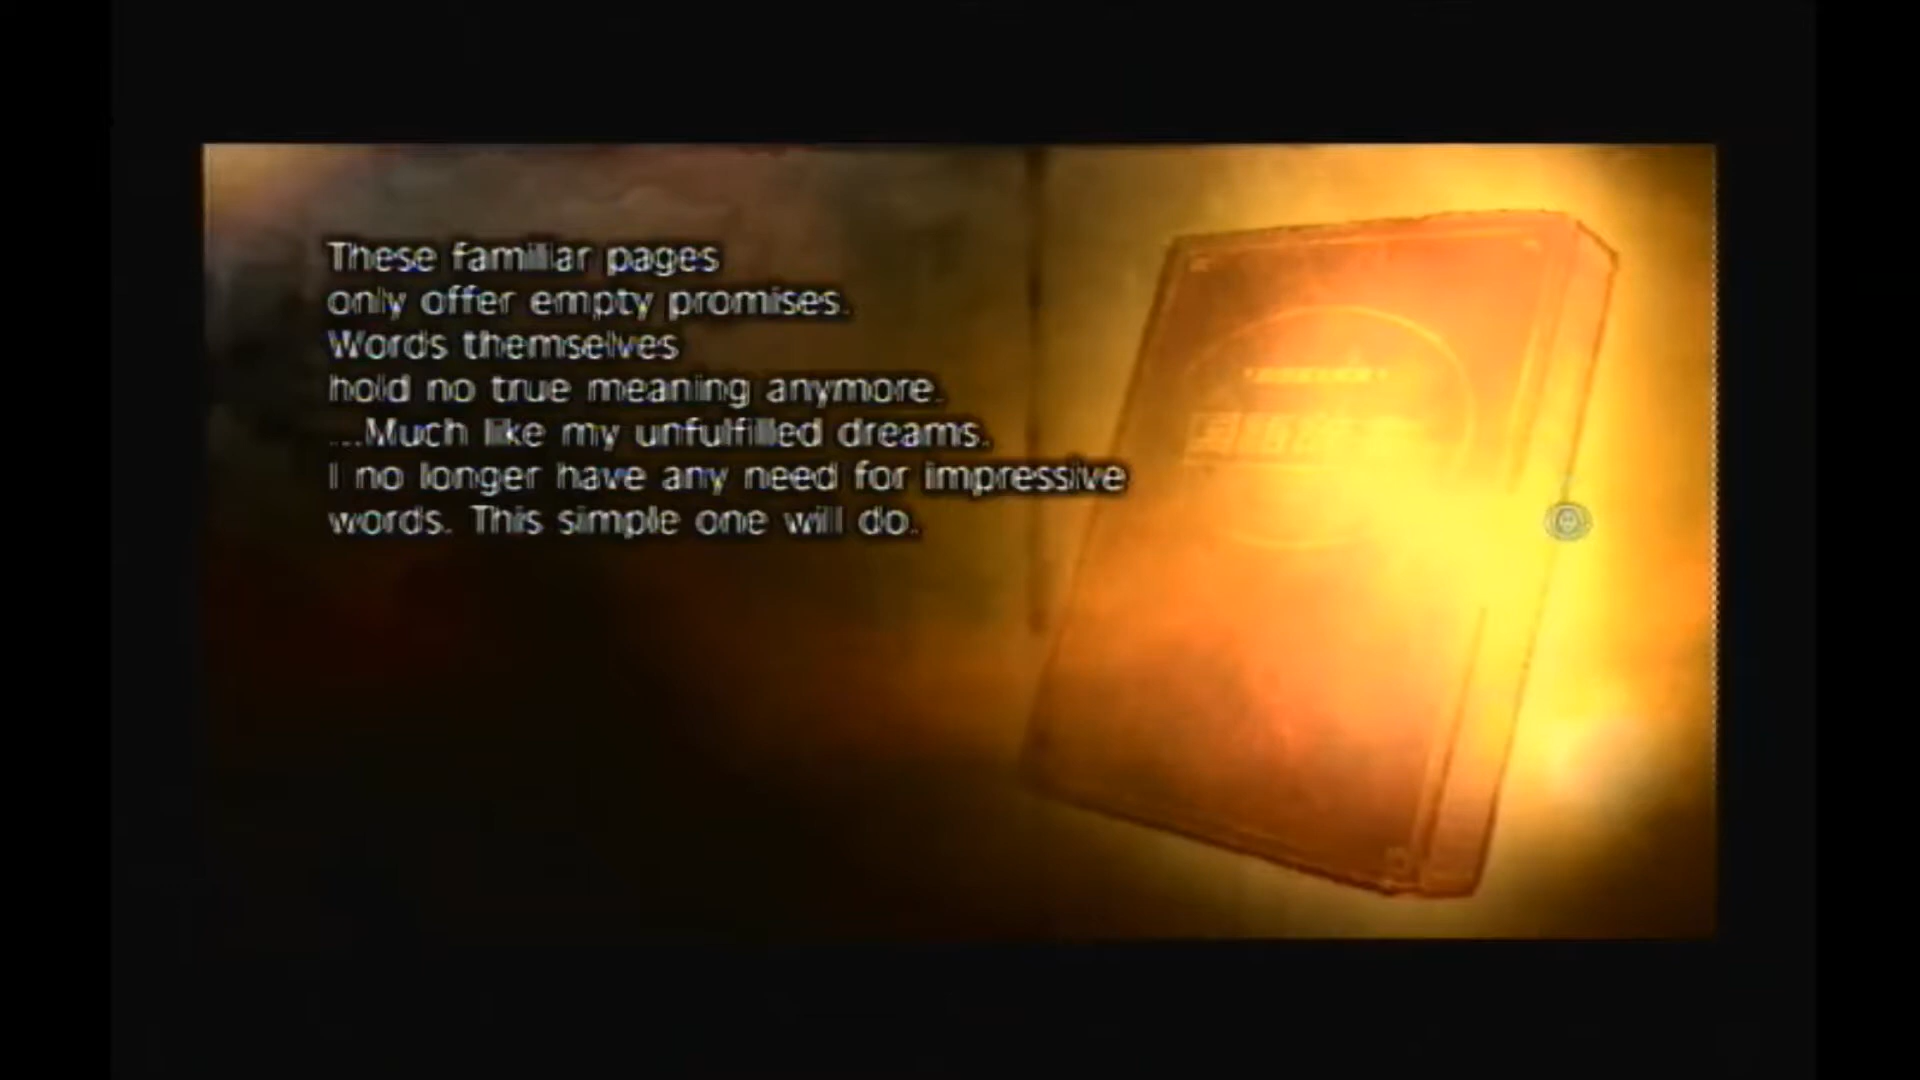 These familiar pages
only offer empty promises.
Words themselves
hold no true meaning anymore.
...Much like my unfulfilled dreams.
I no longer have any need for impressive
words. This simple one will do.